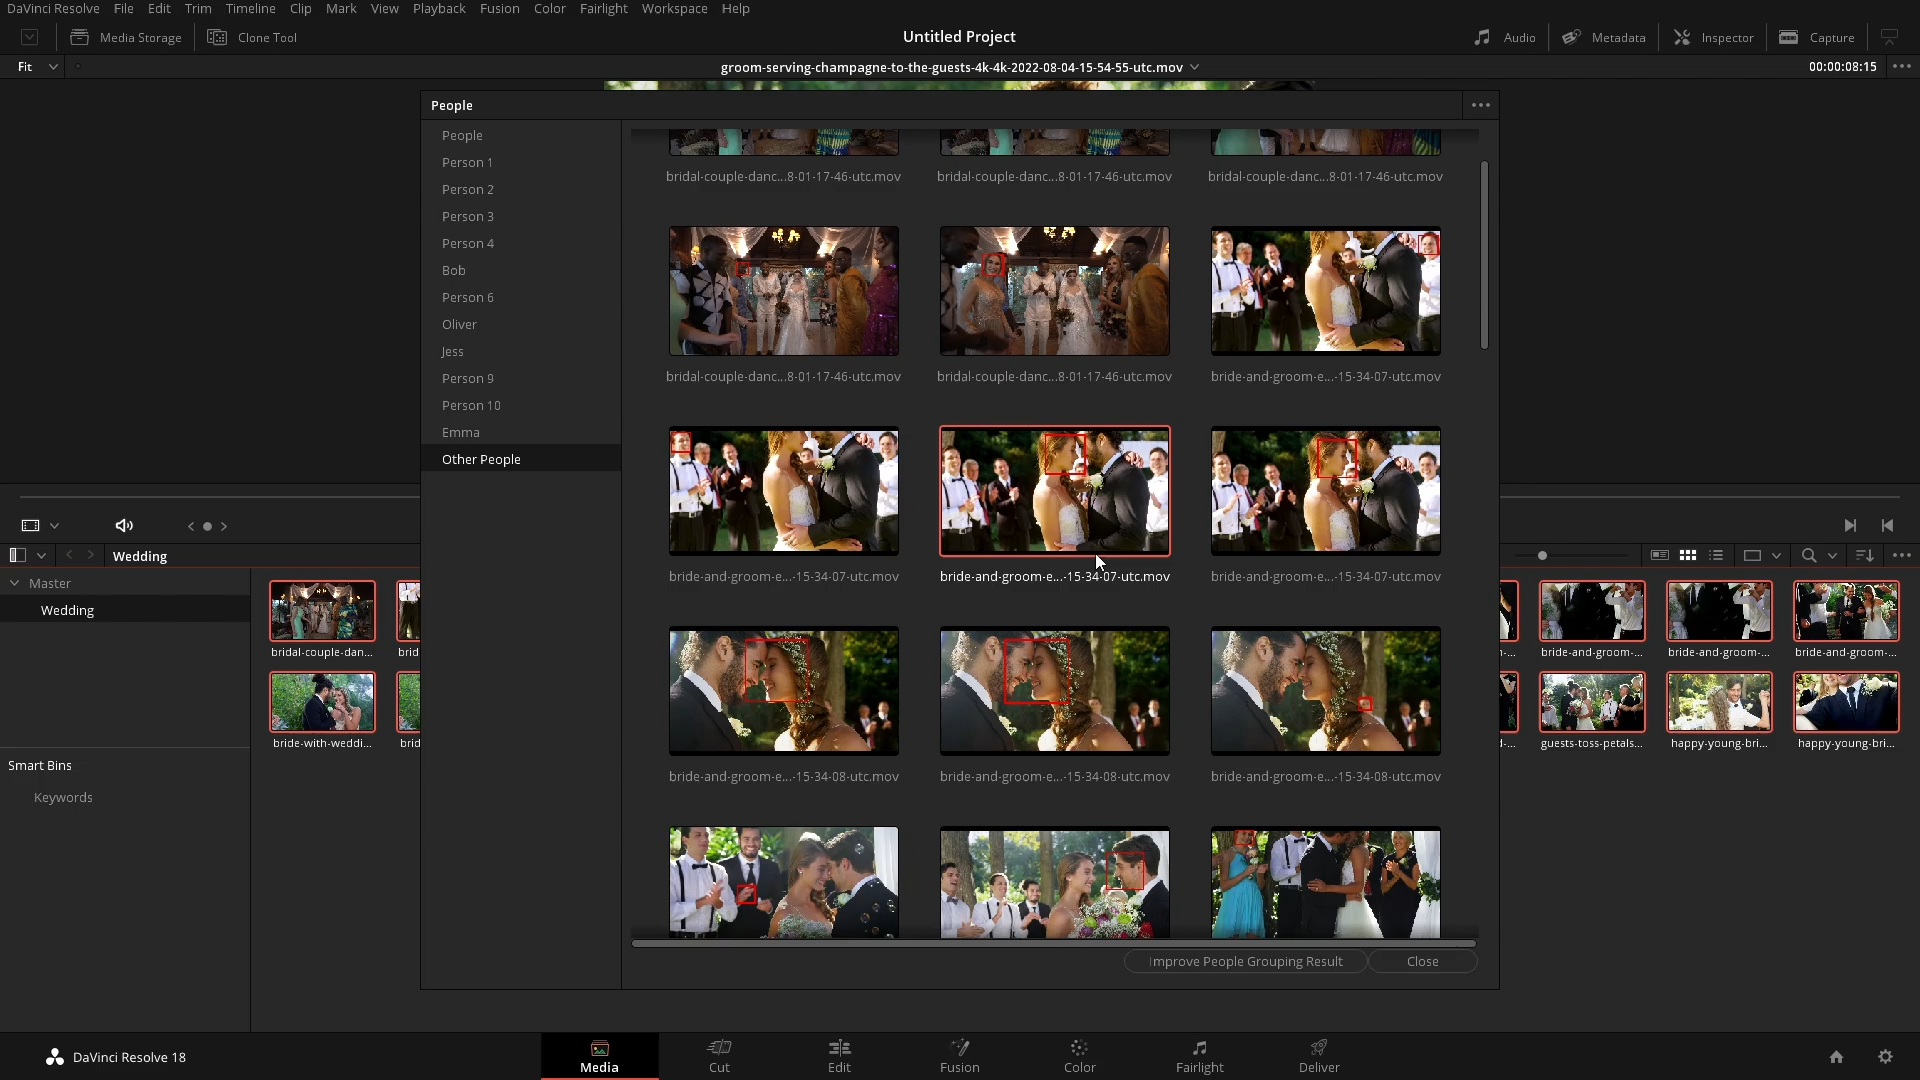 DaVinci Resolve File Edit Trim Timeline Clip Mark View Playback Fusion Color Fairlight Workspace Help
Media Storage Clone Tool Untitled Project Audio Metadata Inspector Capture
Fit groom-serving-champagne-to-the-guests-4k-4k-2022-08-04-15-54-55-utc.mov 00:00:08:15
People
People
Person 1
Person 2
Person 3
Person 4
Bob
Person 6
Oliver
Jess
Person 9
Person 10
Emma
Other People
bridal-couple-danc...8-01-17-46-utc.mov bridal-couple-danc...8-01-17-46-utc.mov bridal-couple-danc...8-01-17-46-utc.mov
bridal-couple-danc...8-01-17-46-utc.mov bridal-couple-danc...8-01-17-46-utc.mov bride-and-groom-e...-15-34-07-utc.mov
bride-and-groom-e...-15-34-07-utc.mov bride-and-groom-e...-15-34-07-utc.mov bride-and-groom-e...-15-34-07-utc.mov
bride-and-groom-e...-15-34-08-utc.mov bride-and-groom-e...-15-34-08-utc.mov bride-and-groom-e...-15-34-08-utc.mov
Improve People Grouping Result Close
Wedding
Master
Wedding
Smart Bins
Keywords
bridal-couple-dan... brid n-... bride-and-groom-... bride-and-groom-... bride-and-groom-...
bride-with-weddi... brid d-... guests-toss-petals... happy-young-bri... happy-young-bri...
DaVinci Resolve 18 Media Cut Edit Fusion Color Fairlight Deliver